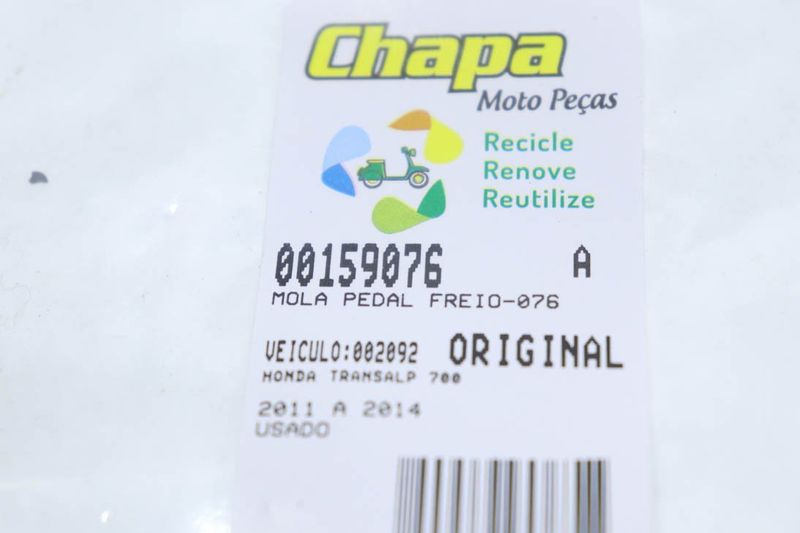 Chapa
Moto Peças
Recicle
Renove
Reutilize
00159076 A
MOLA PEDAL FREIO-076
VEICULO:002092 ORIGINAL
HONDA TRANSALP 700
2011 A 2014
USADO